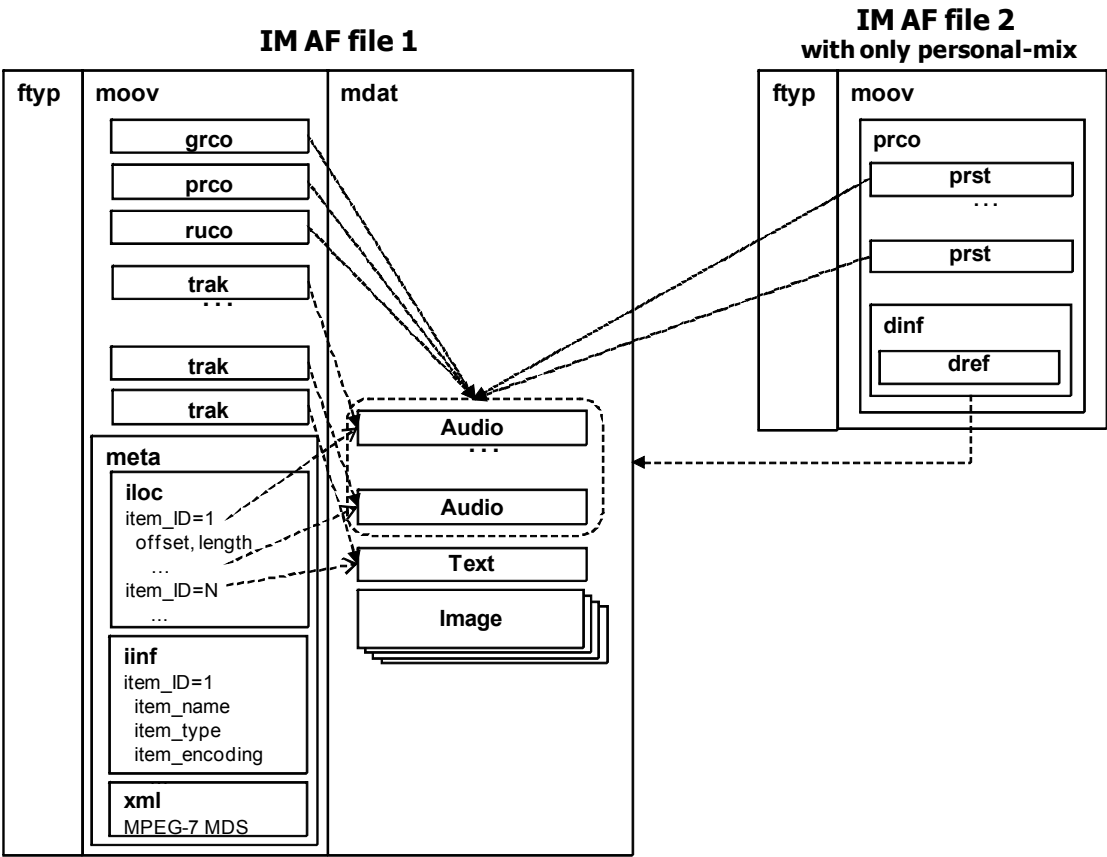 IM AF file 1
ftyp
moov
mdat
grco
prco
ruco
trak
...
trak
trak
meta
iloc
item_ID=1
offset, length
...
item_ID=N
...
iinf
item_ID=1
item_name
item_type
item_encoding
...
xml
MPEG-7 MDS
Audio
...
Audio
Text
Image
IM AF file 2
with only personal-mix
ftyp
moov
prco
prst
...
prst
dinf
dref